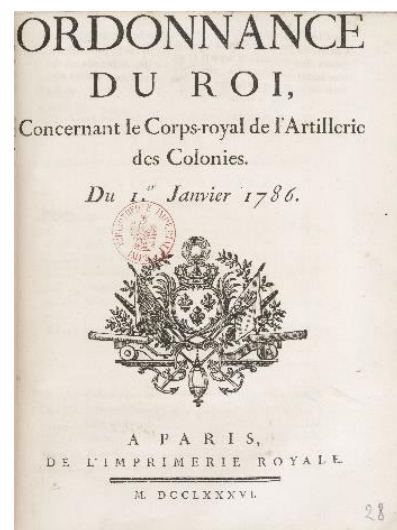 ORDONNANCE
DU ROI,
Concernant le Corps-royal de l'Artillerie
des Colonies.
Du 1.er Janvier 1786.
A PARIS,
DE L'IMPRIMERIE ROYALE.
M. DCCLXXXVI.
28